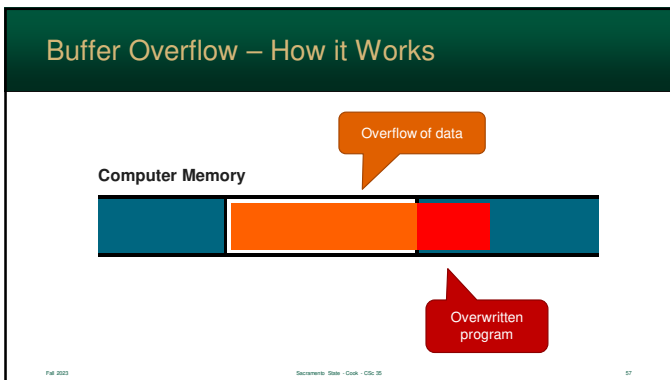 Buffer Overflow – How it Works
Overflow of data
Computer Memory
Overwritten
program
Fall 2023
Sacramento State - Cook - CSc 35
57